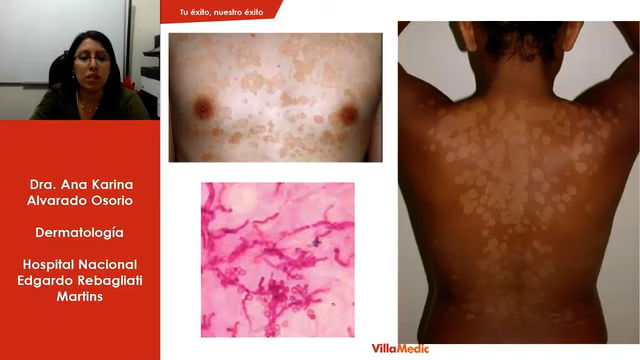 Tu éxito, nuestro éxito
Dra. Ana Karina
Alvarado Osorio
Dermatología
Hospital Nacional
Edgardo Rebagliati
Martins
VillaMedic